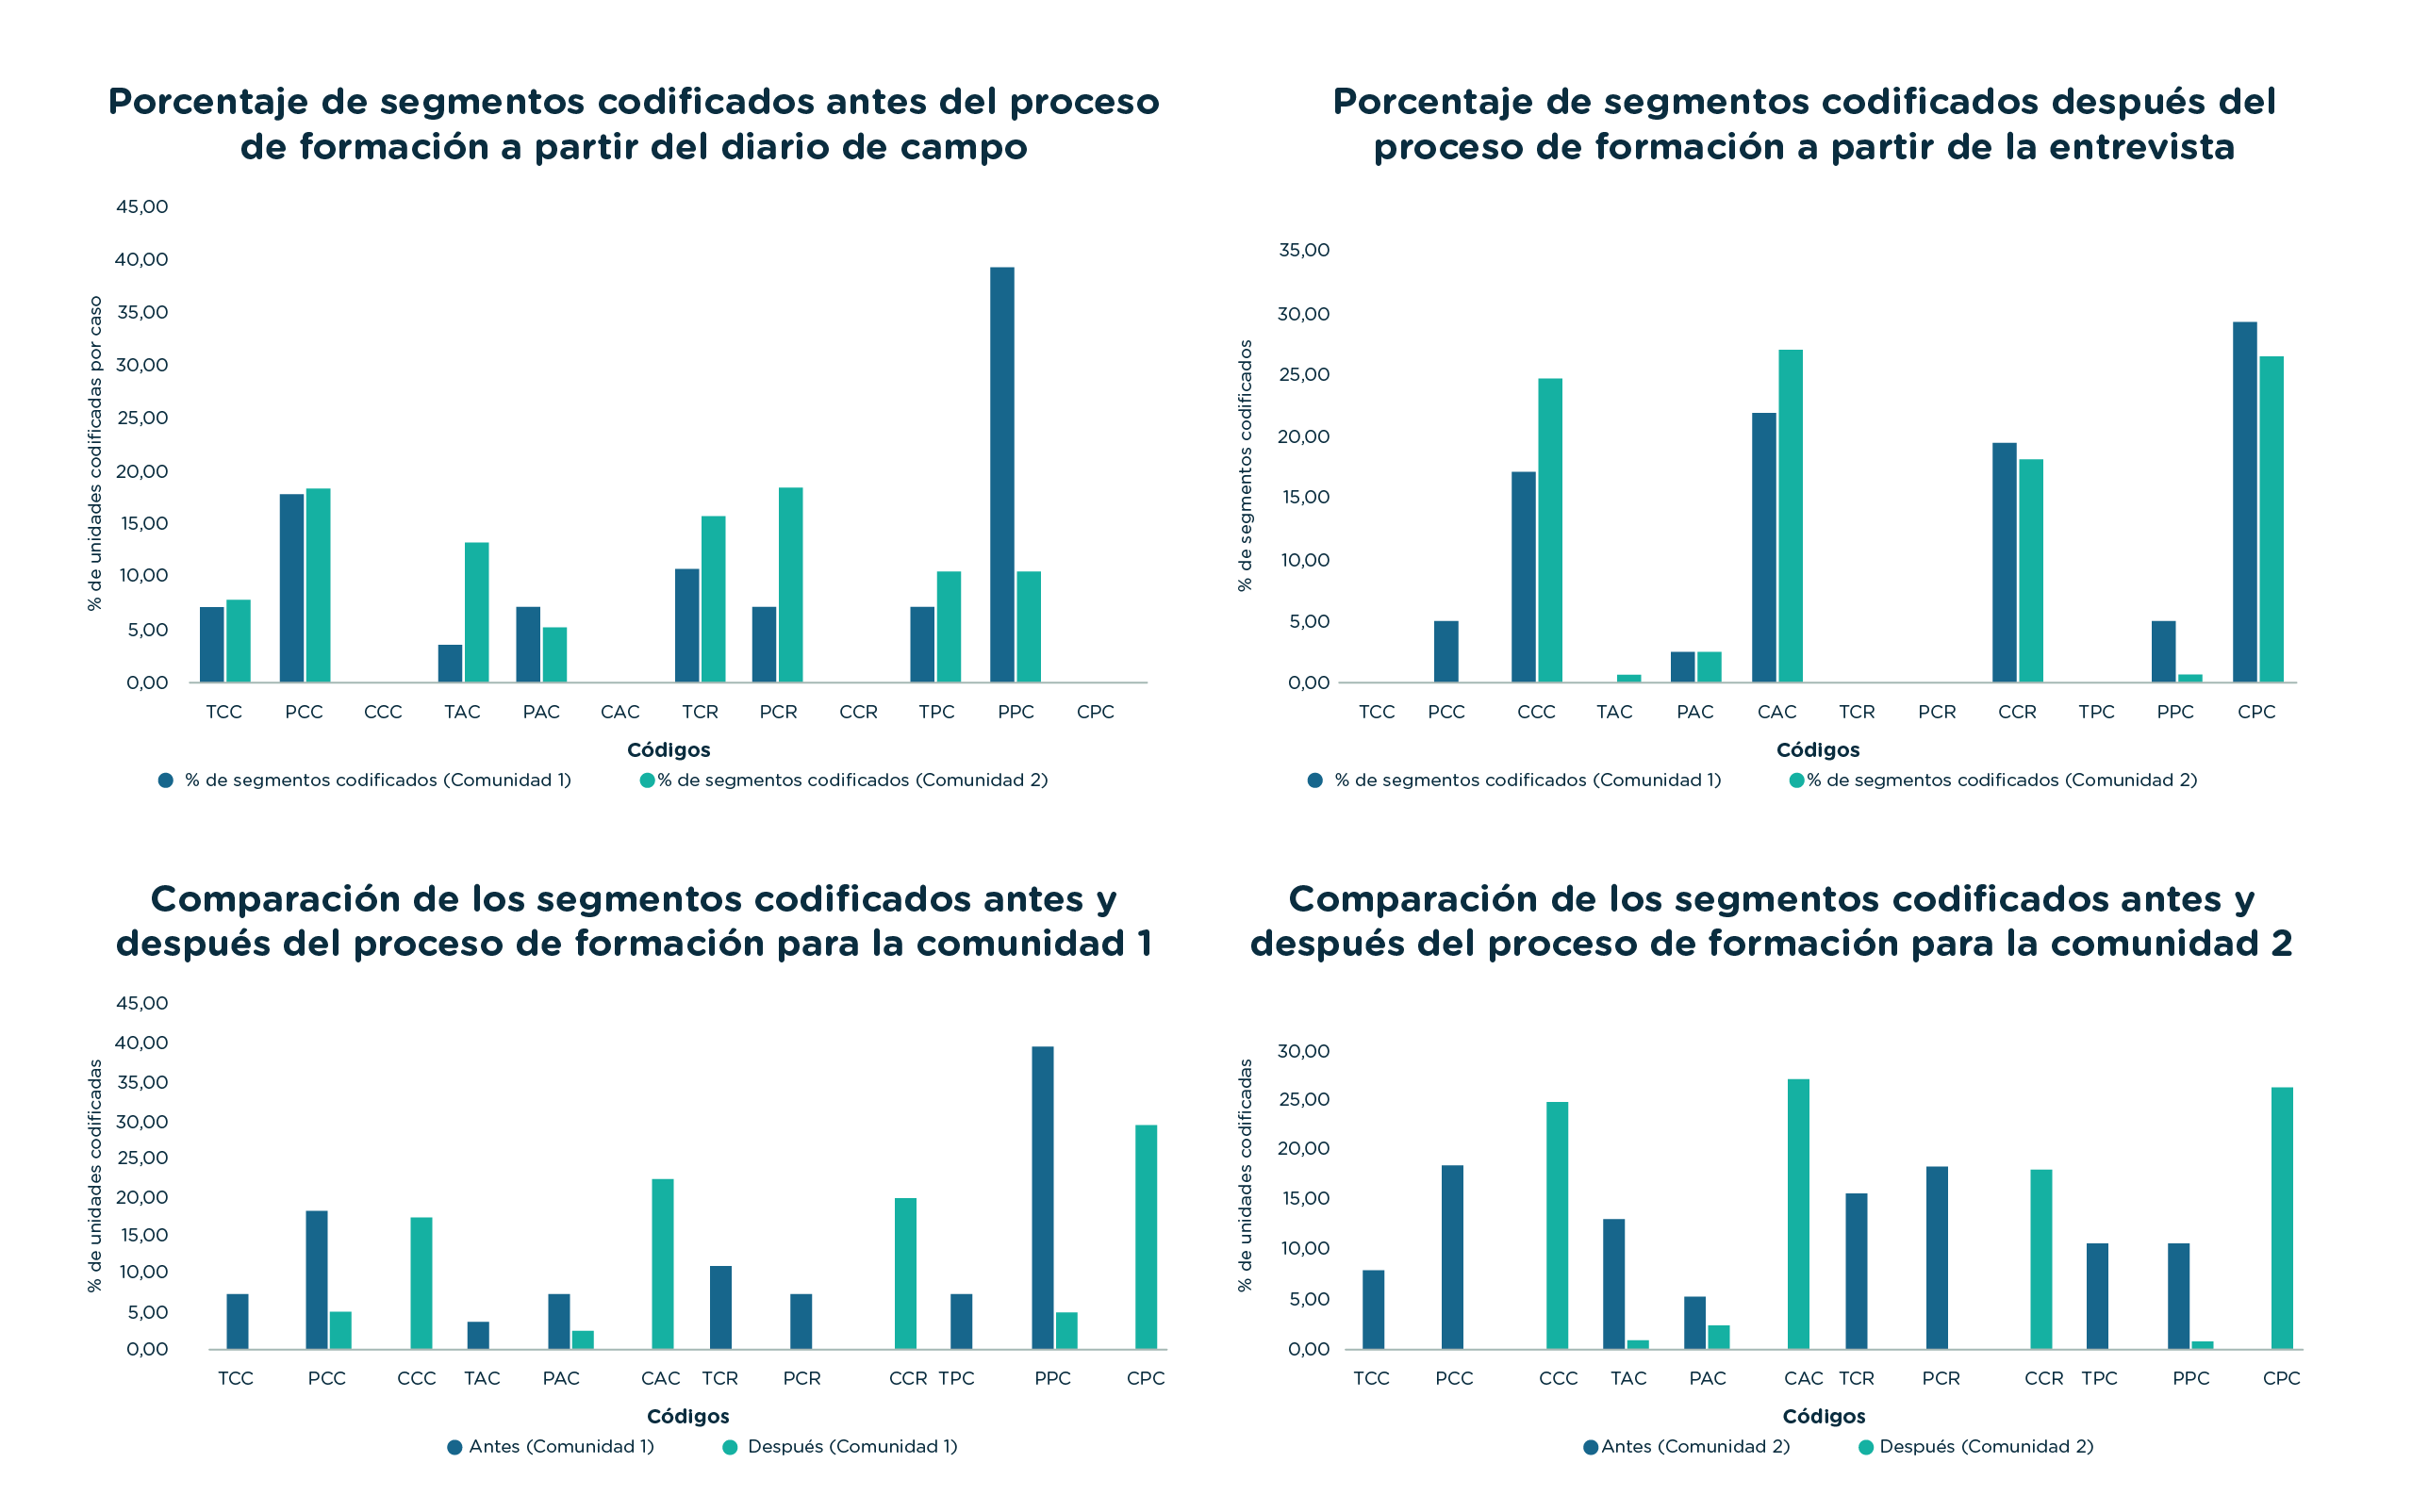 Porcentaje de segmentos codificados antes del proceso
de formación a partir del diario de campo
% de unidades codificadas por caso
45,00
40,00
35,00
30,00
25,00
20,00
15,00
10,00
5,00
0,00
TCC PCC CCC TAC PAC CAC TCR PCR CCR TPC PPC CPC
Códigos
% de segmentos codificados (Comunidad 1) % de segmentos codificados (Comunidad 2)
Porcentaje de segmentos codificados después del
proceso de formación a partir de la entrevista
% de segmentos codificados
35,00
30,00
25,00
20,00
15,00
10,00
5,00
0,00
TCC PCC CCC TAC PAC CAC TCR PCR CCR TPC PPC CPC
Códigos
% de segmentos codificados (Comunidad 1) % de segmentos codificados (Comunidad 2)
Comparación de los segmentos codificados antes y
después del proceso de formación para la comunidad 1
% de unidades codificadas
45,00
40,00
35,00
30,00
25,00
20,00
15,00
10,00
5,00
0,00
TCC PCC CCC TAC PAC CAC TCR PCR CCR TPC PPC CPC
Códigos
Antes (Comunidad 1) Después (Comunidad 1)
Comparación de los segmentos codificados antes y
después del proceso de formación para la comunidad 2
% de unidades codificadas
30,00
25,00
20,00
15,00
10,00
5,00
0,00
TCC PCC CCC TAC PAC CAC TCR PCR CCR TPC PPC CPC
Códigos
Antes (Comunidad 2) Después (Comunidad 2)